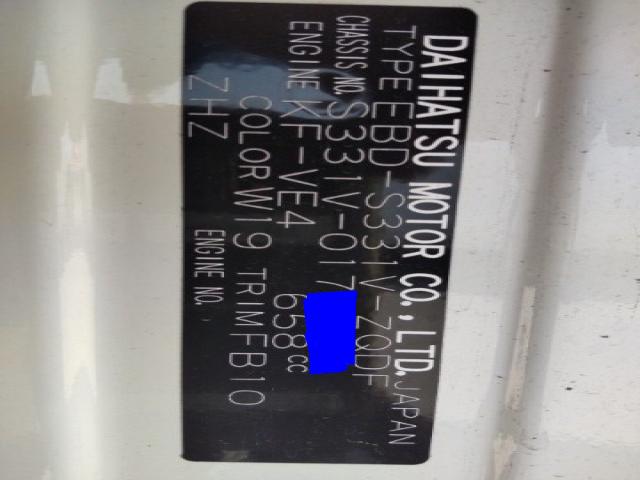 DAIHATSU MOTOR CO., LTD. JAPAN
TYPE EBD-S331V-ZQDF
CHASSIS NO. S331V-017
ENGINE KF-VE4 658cc
COLOR W19 TRIM FB10
ZHZ ENGINE NO.